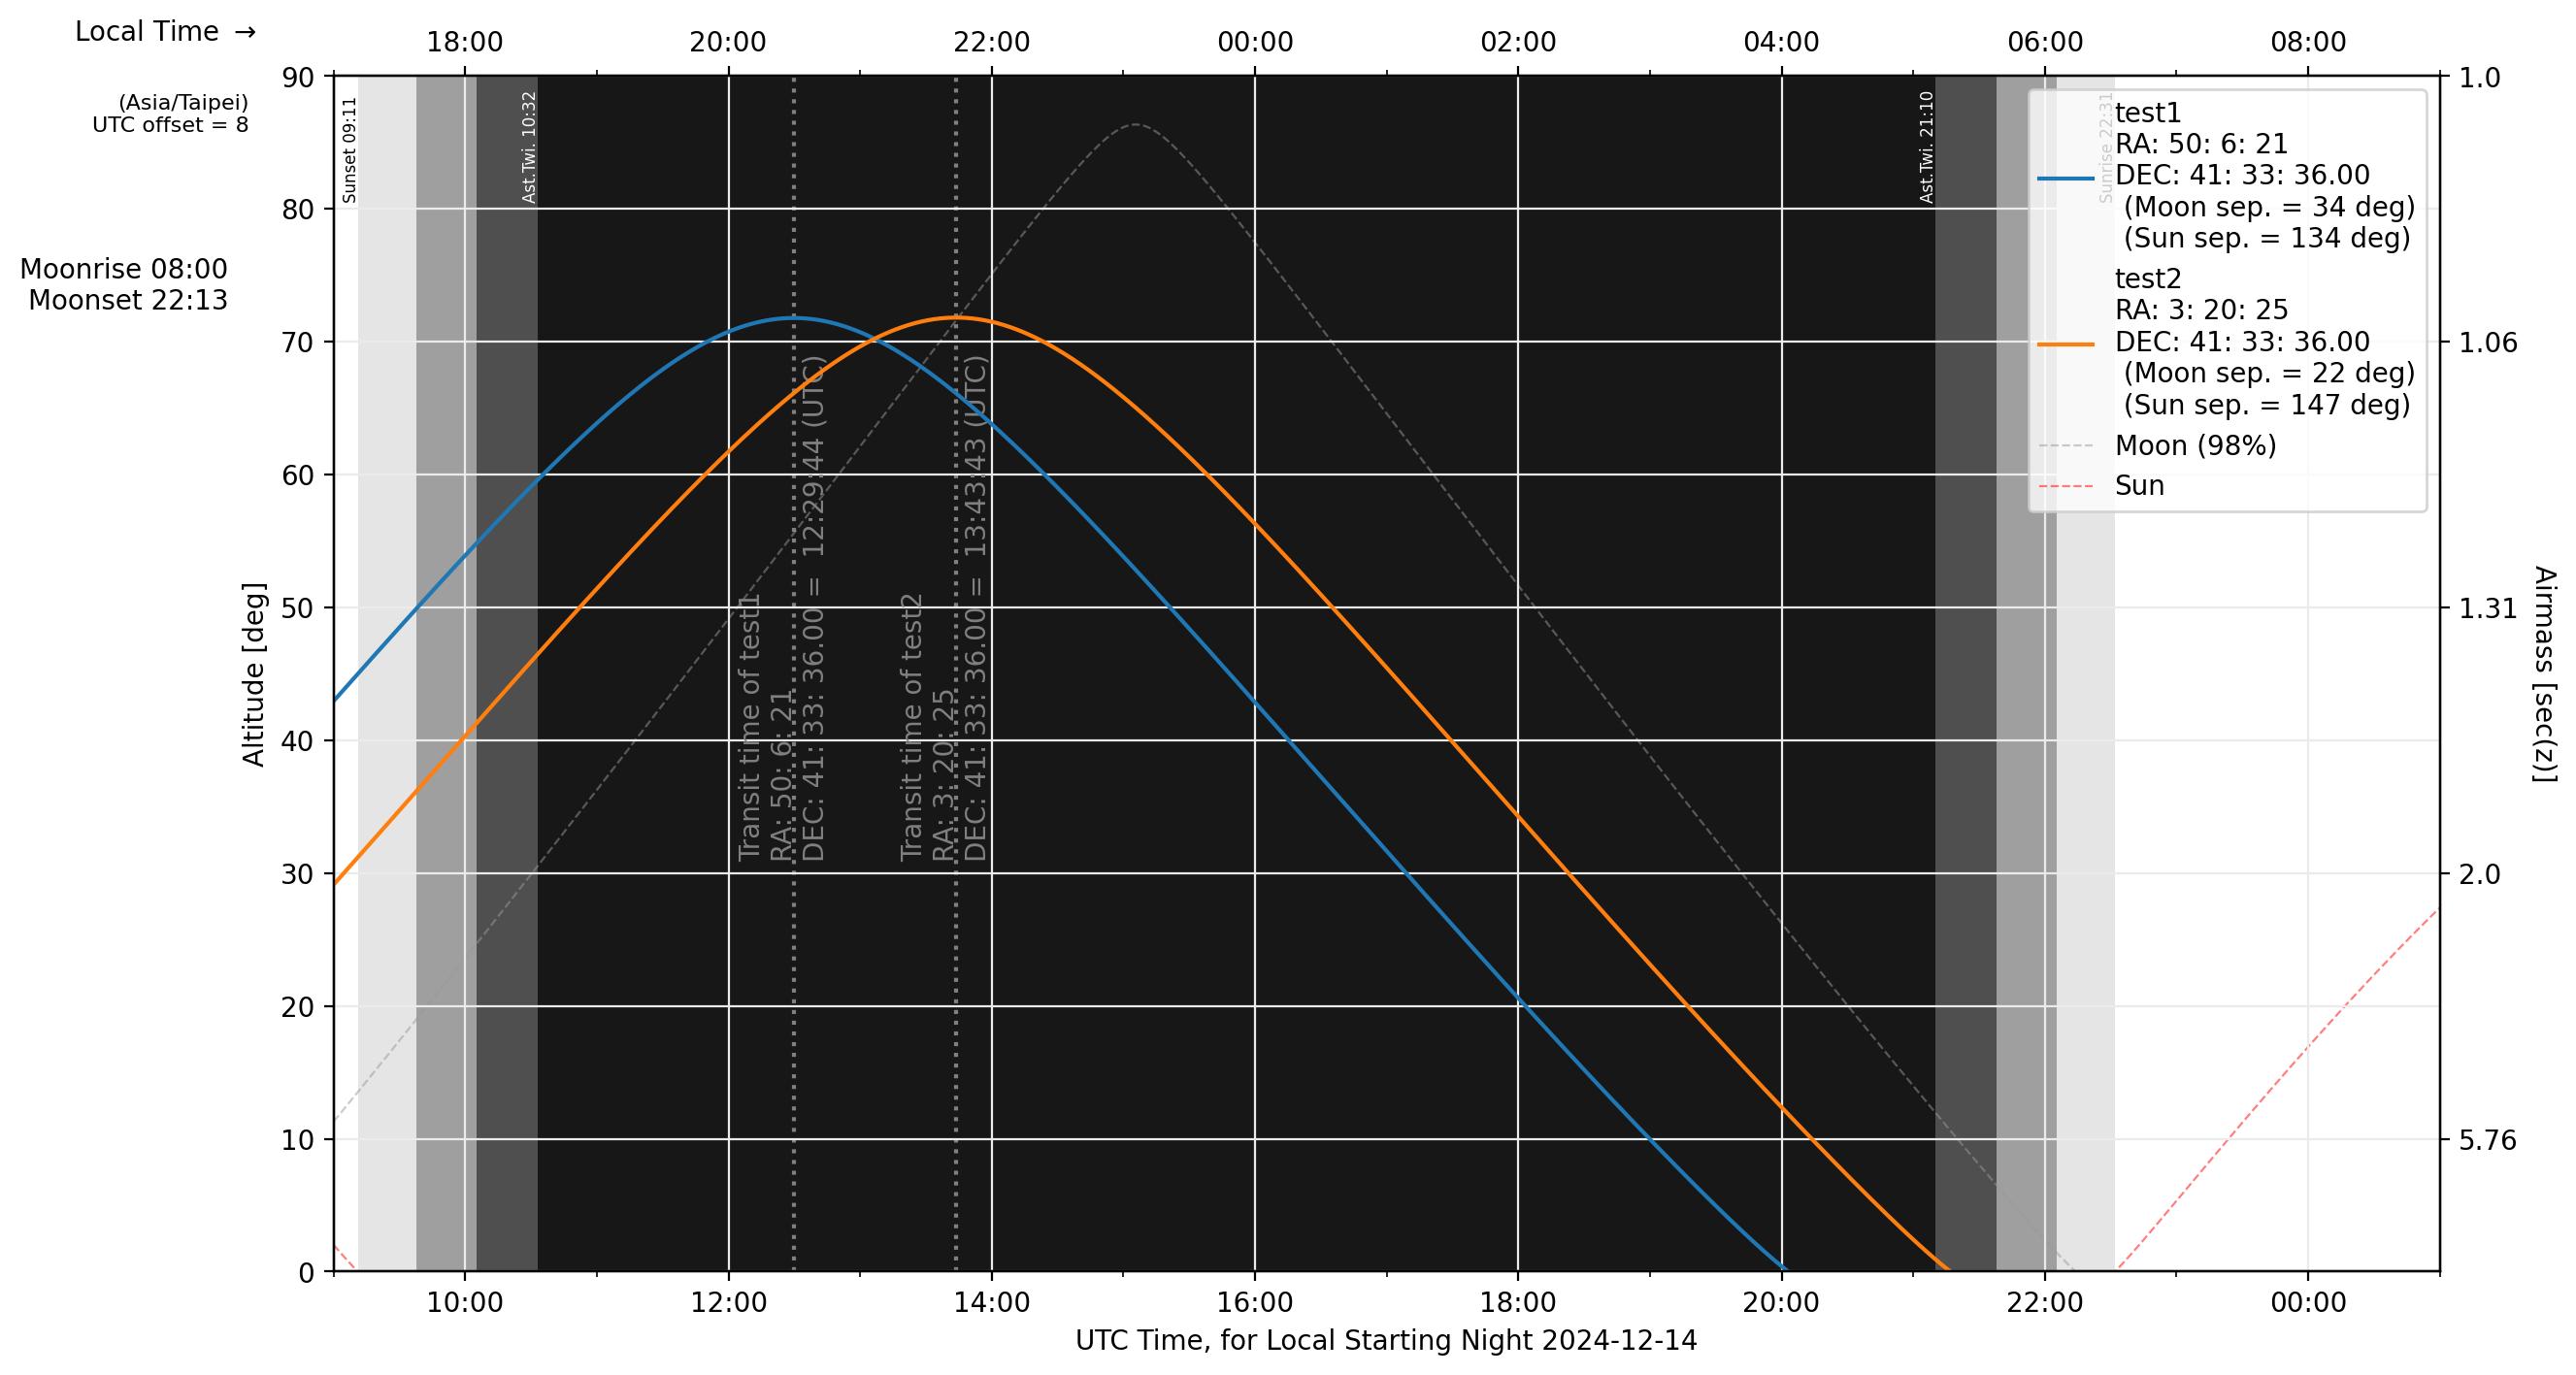 Local Time →
18:00 20:00 22:00 00:00 02:00 04:00 06:00 08:00
(Asia/Taipei)
UTC offset = 8
Moonrise 08:00
Moonset 22:13
Altitude [deg]
90
80
70
60
50
40
30
20
10
0
Sunset 09:11
Ast.Twi. 10:32
Transit time of test1
RA: 50: 6: 21
DEC: 41: 33: 36.00 = 12:29:44 (UTC)
Transit time of test2
RA: 3: 20: 25
DEC: 41: 33: 36.00 = 13:43:43 (UTC)
Ast.Twi. 21:10
Sunrise 22:31
test1
RA: 50: 6: 21
DEC: 41: 33: 36.00
(Moon sep. = 34 deg)
(Sun sep. = 134 deg)
test2
RA: 3: 20: 25
DEC: 41: 33: 36.00
(Moon sep. = 22 deg)
(Sun sep. = 147 deg)
Moon (98%)
Sun
1.0
1.06
1.31
2.0
5.76
Airmass [sec(z)]
10:00 12:00 14:00 16:00 18:00 20:00 22:00 00:00
UTC Time, for Local Starting Night 2024-12-14